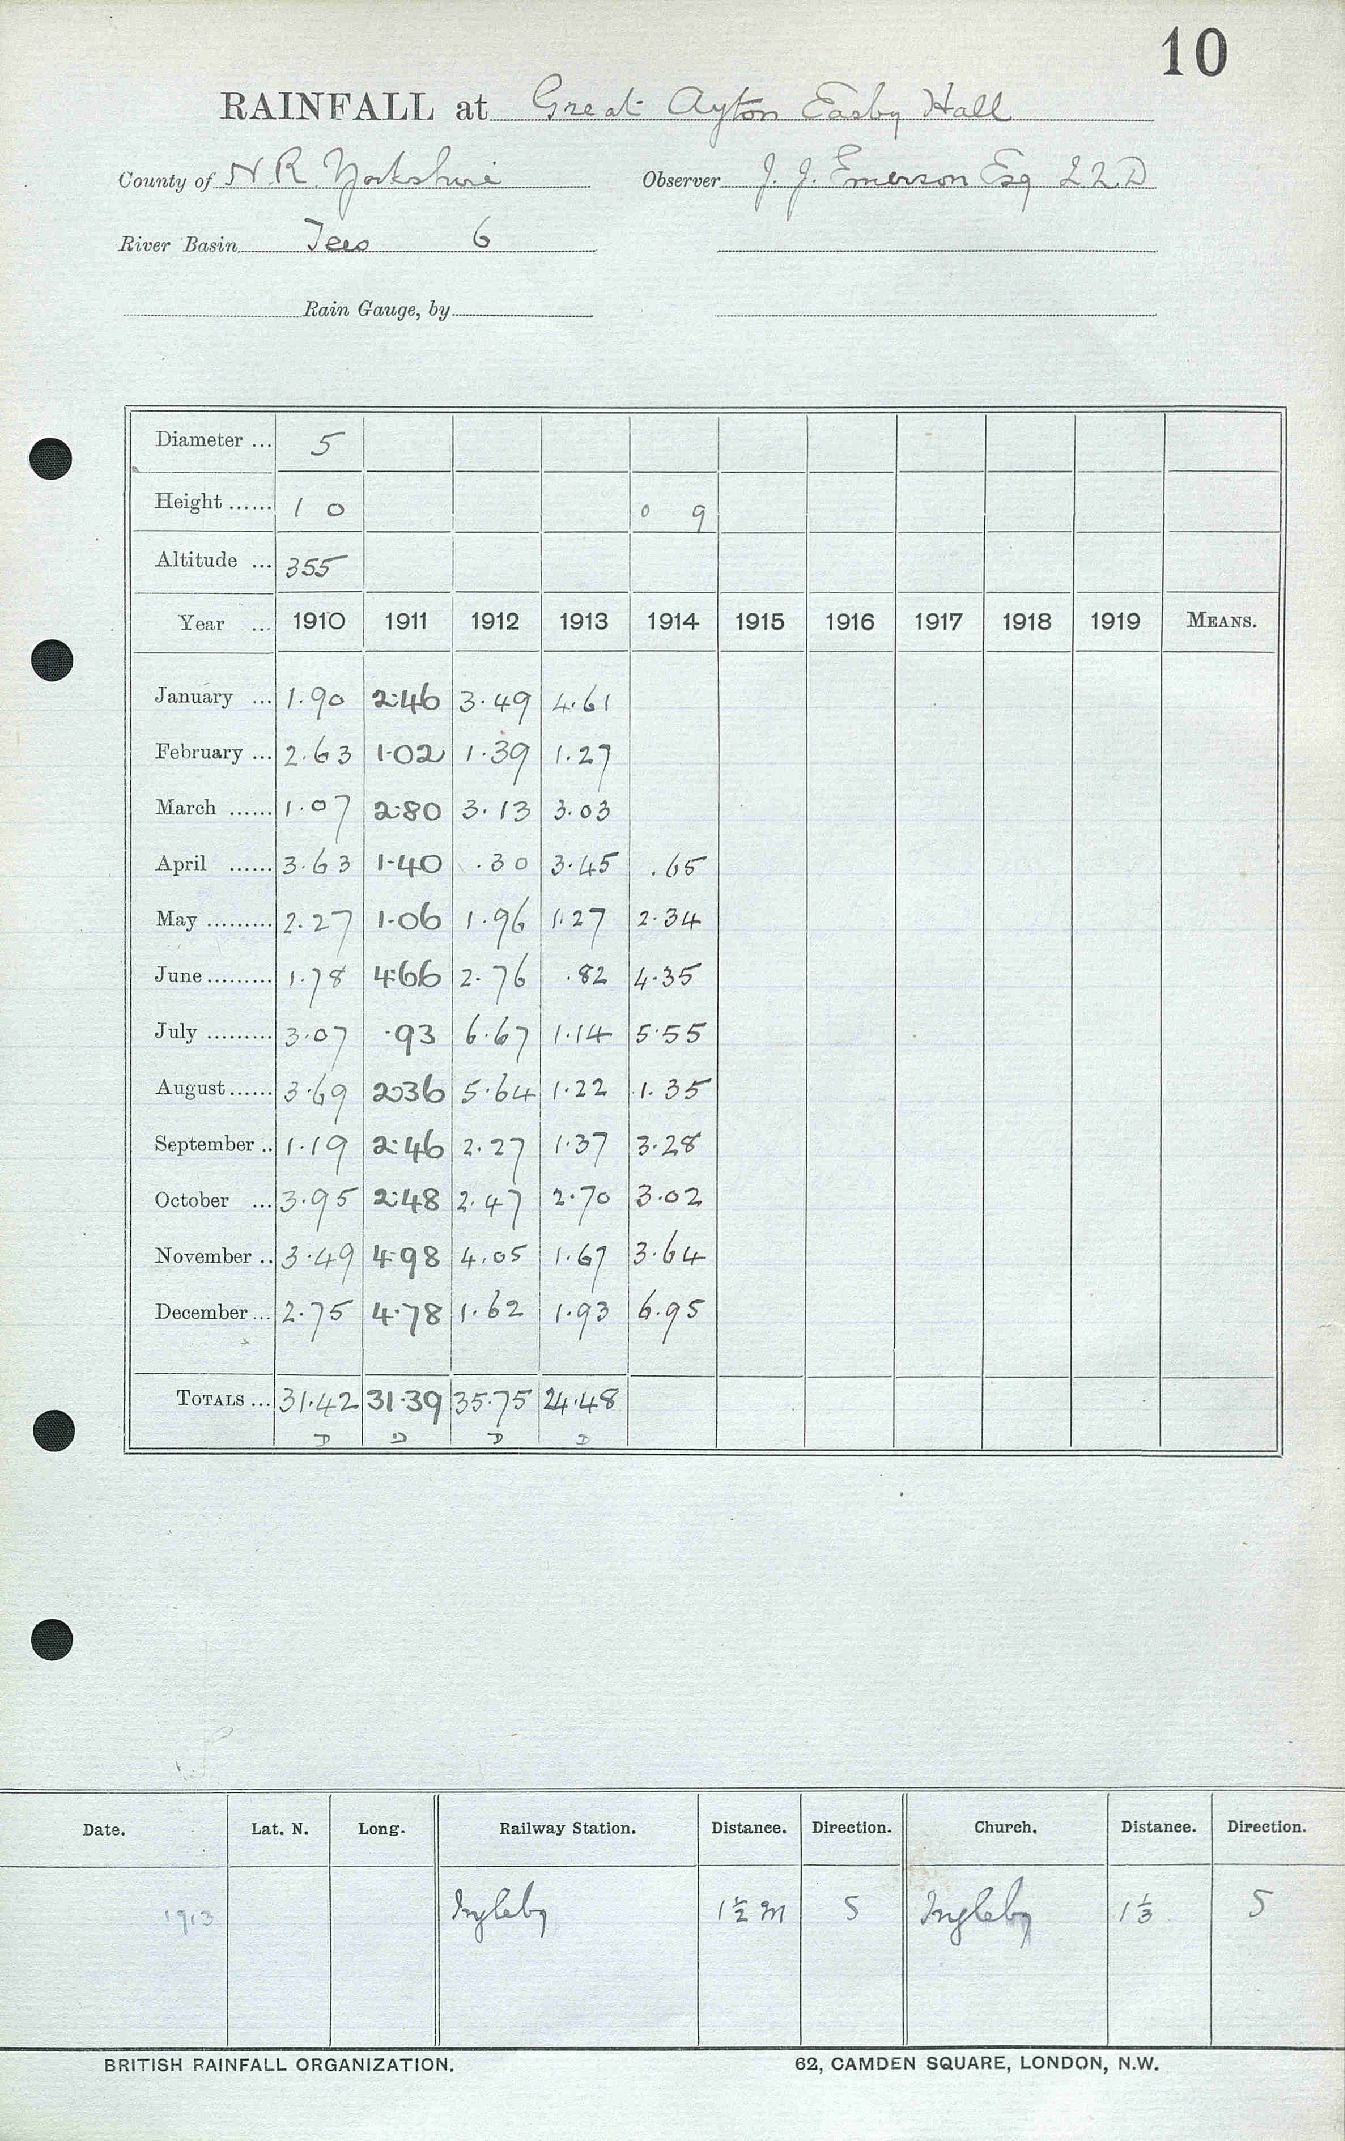 10
RAINFALL at Great Ayton Easby Hall
County of N.R. Yorkshire Observer J. J. Emerson Esq LL.D
River Basin Tees 6
Rain Gauge, by
Diameter ... 5
Height ...... 1 0 0 9
Altitude ... 355
Year ... 1910 1911 1912 1913 1914 1915 1916 1917 1918 1919 MEANS.
January ... 1.90 2.46 3.49 4.61
February ... 2.63 1.02 1.39 1.27
March ...... 1.07 2.80 3.13 3.03
April ...... 3.63 1.40 .30 3.45 .65
May ......... 2.27 1.06 1.96 1.27 2.34
June ......... 1.78 4.66 2.76 .82 4.35
July ......... 3.07 .93 6.67 1.14 5.55
August ...... 3.69 2.36 5.64 1.22 1.35
September .. 1.19 2.46 2.27 1.37 3.28
October ... 3.95 2.48 2.47 2.70 3.02
November .. 3.49 4.98 4.05 1.67 3.64
December ... 2.75 4.78 1.62 1.93 6.95
TOTALS ... 31.42 31.39 35.75 24.48
D D D D
Date. Lat. N. Long. Railway Station. Distance. Direction. Church. Distance. Direction.
1913 Ingleby 1½ m S Ingleby 1⅓ S
BRITISH RAINFALL ORGANIZATION. 62, CAMDEN SQUARE, LONDON, N.W.